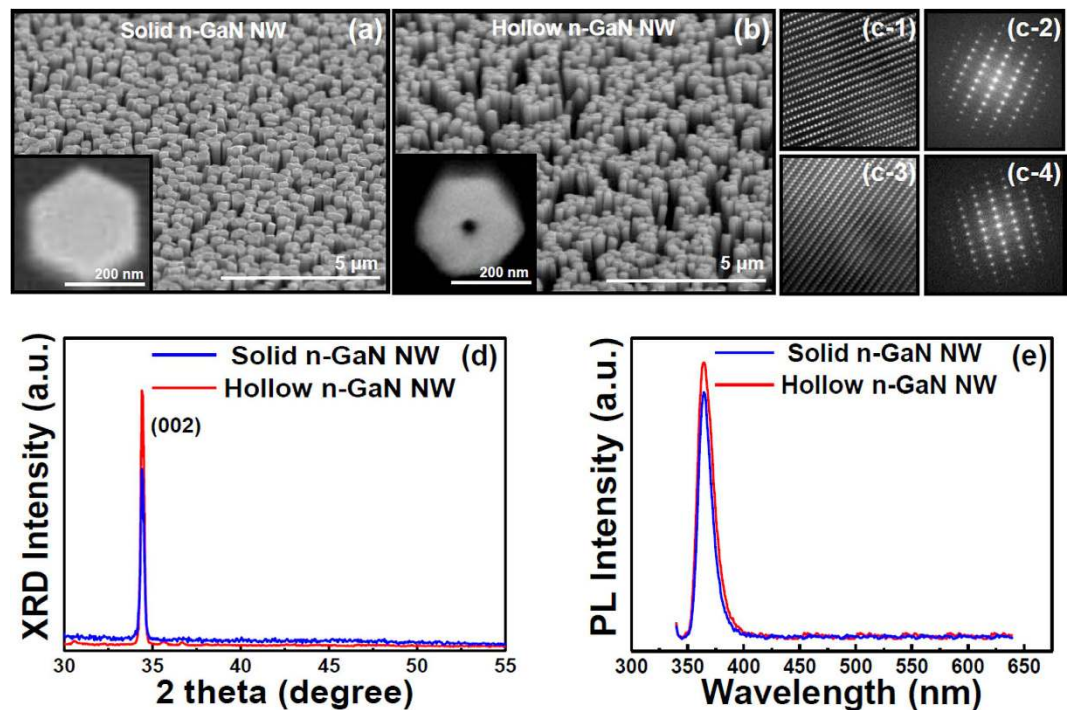 Solid n-GaN NW (a)
200 nm
5 μm
Hollow n-GaN NW (b)
200 nm
5 μm
(c-1)
(c-2)
(c-3)
(c-4)
Solid n-GaN NW (d)
Hollow n-GaN NW
(002)
XRD Intensity (a.u.)
30 35 40 45 50 55
2 theta (degree)
Solid n-GaN NW (e)
Hollow n-GaN NW
PL Intensity (a.u.)
300 350 400 450 500 550 600 650
Wavelength (nm)